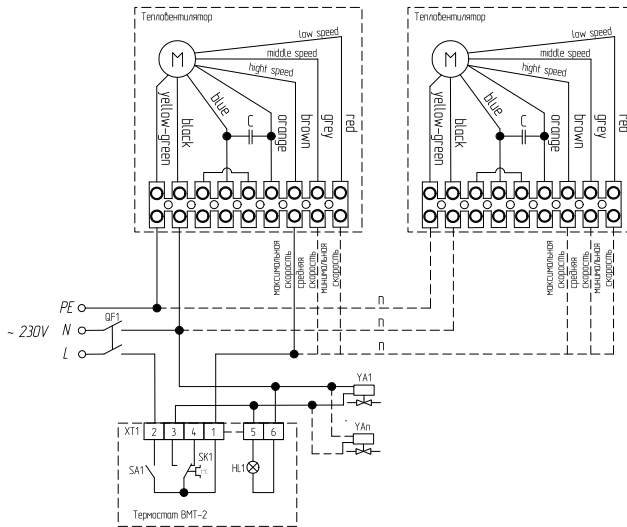 Тепловентилятор
M
low speed
middle speed
hight speed
yellow-green
black
blue
C
orange
brown
grey
red
максимальная
скорость
средняя
скорость
минимальная
скорость
Тепловентилятор
M
low speed
middle speed
hight speed
yellow-green
black
blue
C
orange
brown
grey
red
максимальная
скорость
средняя
скорость
минимальная
скорость
PE
n
~ 230V
N
QF1
n
L
n
YA1
YAn
XT1
2
3
4
1
5
6
SA1
SK1
HL1
Термостат ВМТ-2